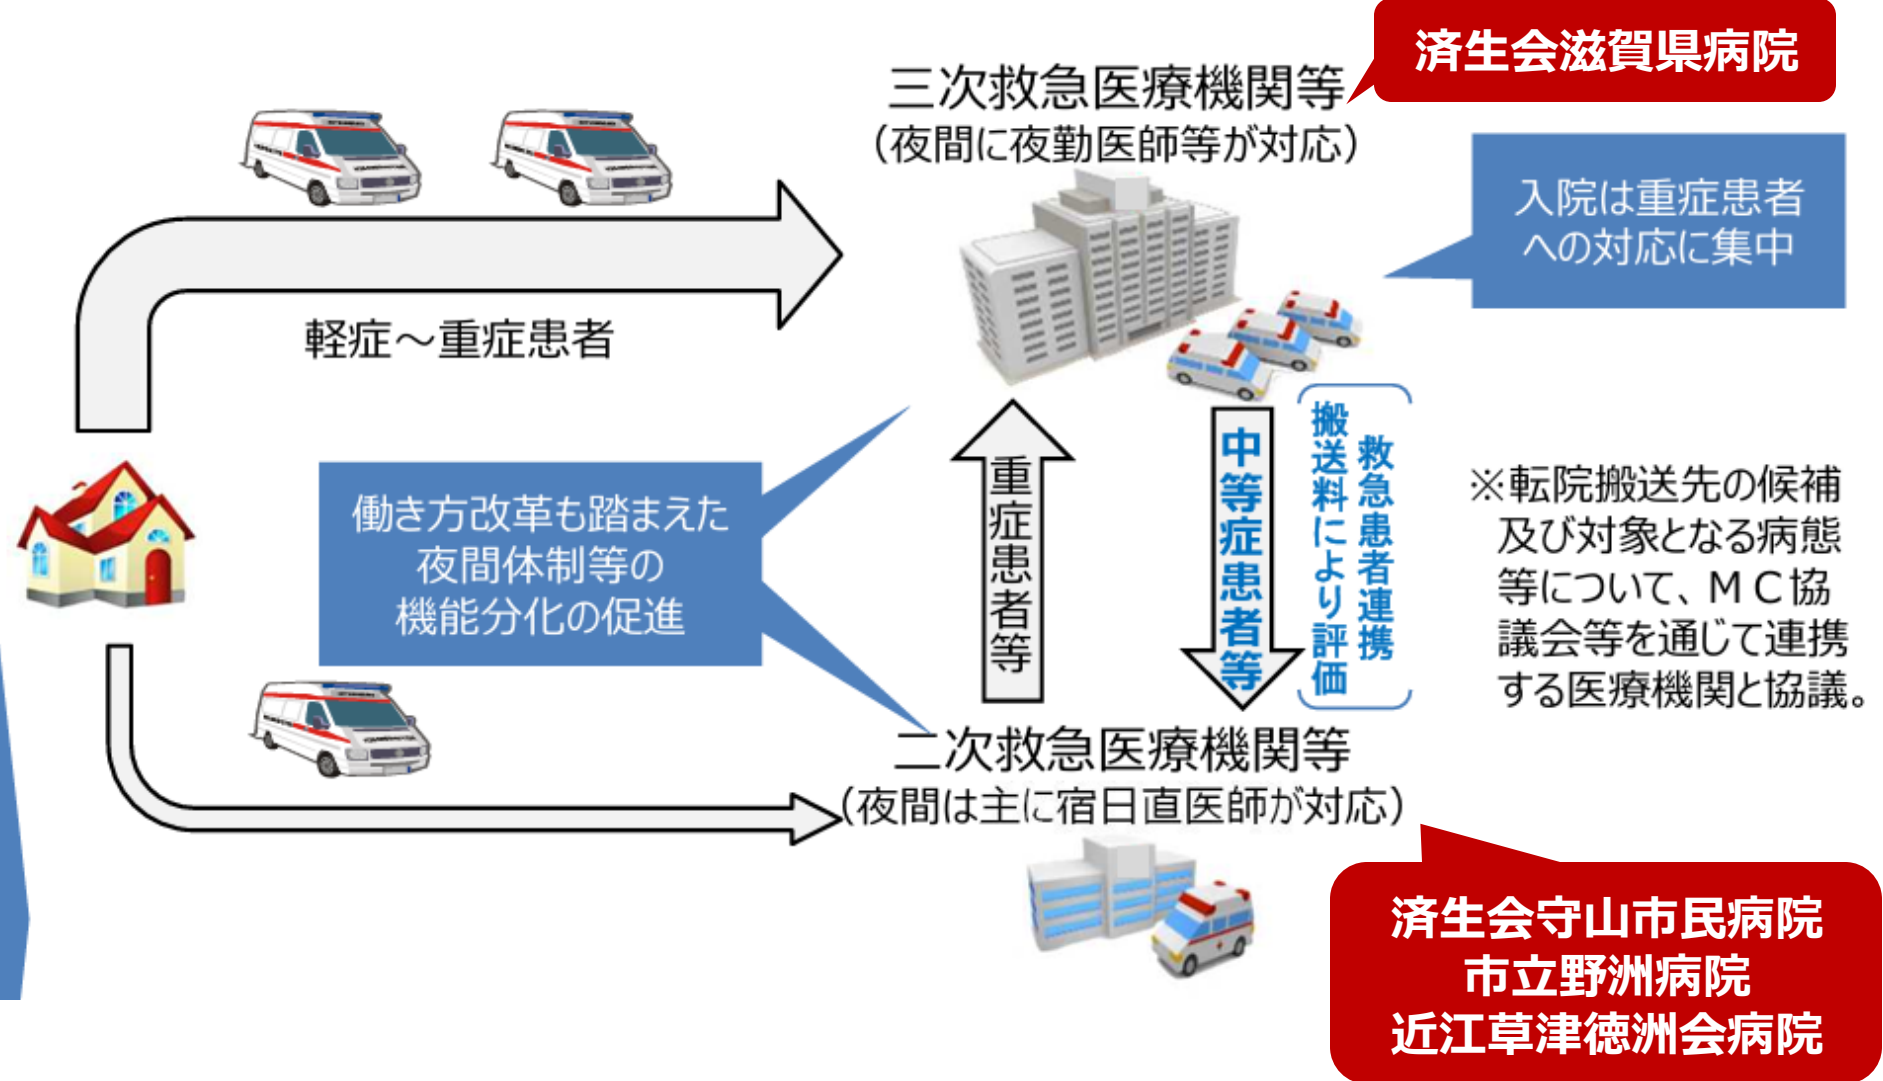 済生会滋賀県病院
三次救急医療機関等
（夜間に夜勤医師等が対応）
入院は重症患者
への対応に集中
軽症～重症患者
働き方改革も踏まえた
夜間体制等の
機能分化の促進
重症患者等
中等症患者等
救急患者連携
搬送料により評価
※転院搬送先の候補
及び対象となる病態
等について、ＭＣ協
議会等を通じて連携
する医療機関と協議。
二次救急医療機関等
（夜間は主に宿日直医師が対応）
済生会守山市民病院
市立野洲病院
近江草津徳洲会病院